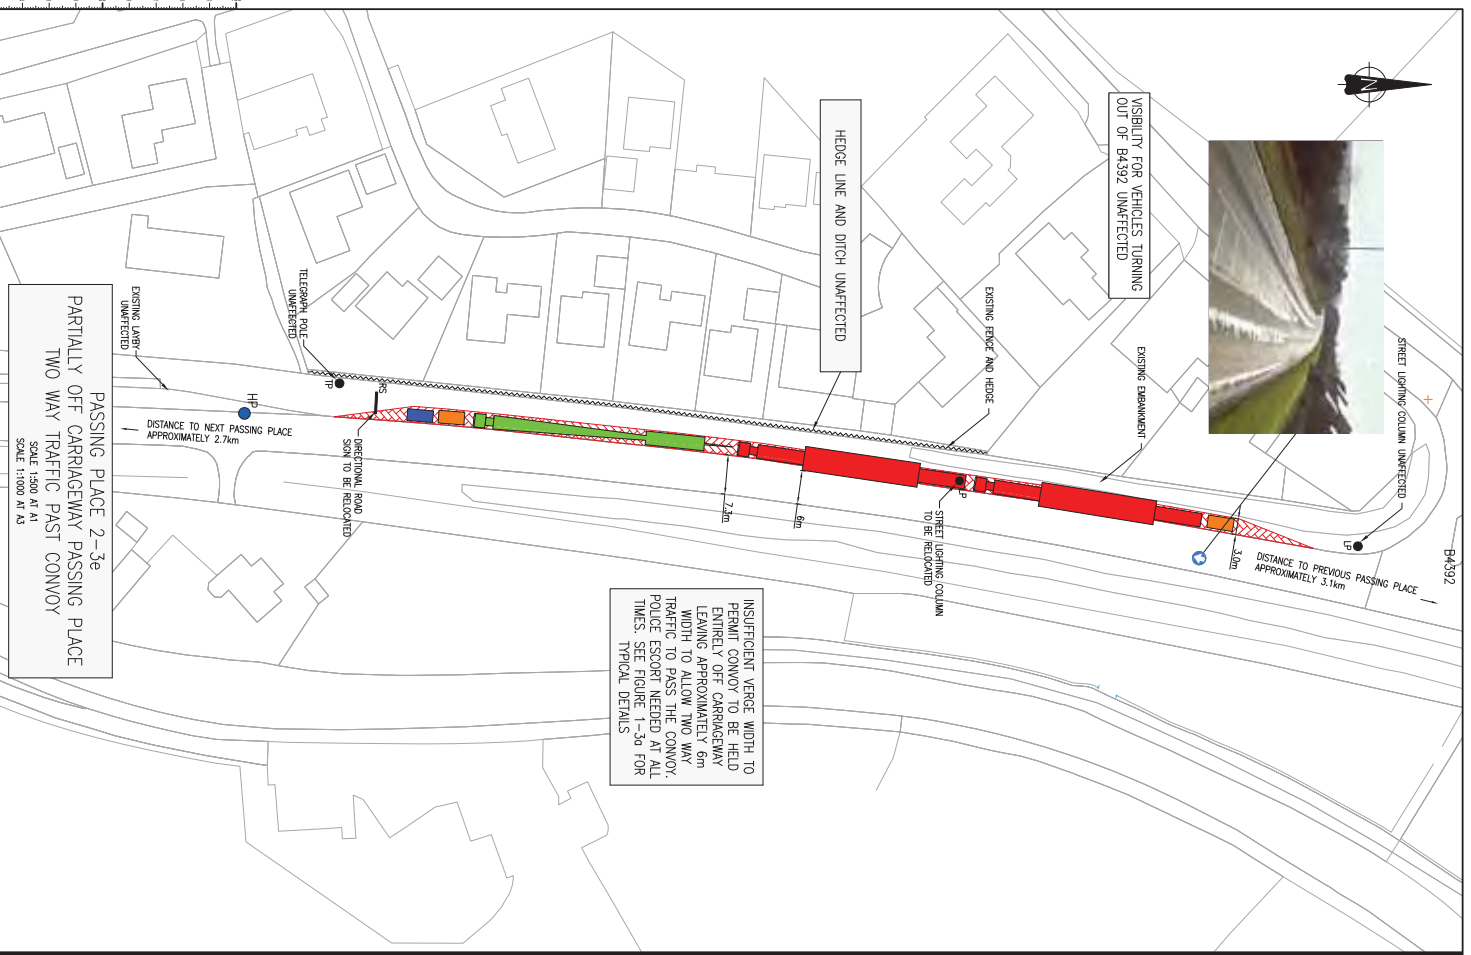 B4392
STREET LIGHTING COLUMN UNAFFECTED
LP
DISTANCE TO PREVIOUS PASSING PLACE
APPROXIMATELY 3.1km
3.0m
N
VISIBILITY FOR VEHICLES TURNING
OUT OF B4392 UNAFFECTED
EXISTING EMBANKMENT
EXISTING FENCE AND HEDGE
LP
STREET LIGHTING COLUMN
TO BE RELOCATED
HEDGE LINE AND DITCH UNAFFECTED
6m
7.3m
INSUFFICIENT VERGE WIDTH TO
PERMIT CONVOY TO BE HELD
ENTIRELY OFF CARRIAGEWAY
LEAVING APPROXIMATELY 6m
WIDTH TO ALLOW TWO WAY
TRAFFIC TO PASS THE CONVOY.
POLICE ESCORT NEEDED AT ALL
TIMES. SEE FIGURE 1-3a FOR
TYPICAL DETAILS
RS
DIRECTIONAL ROAD
SIGN TO BE RELOCATED
TP
TELEGRAPH POLE
UNAFFECTED
HP
DISTANCE TO NEXT PASSING PLACE
APPROXIMATELY 2.7km
EXISTING LAYBY
UNAFFECTED
PASSING PLACE 2-3e
PARTIALLY OFF CARRIAGEWAY PASSING PLACE
TWO WAY TRAFFIC PAST CONVOY
SCALE 1:500 AT A1
SCALE 1:1000 AT A3